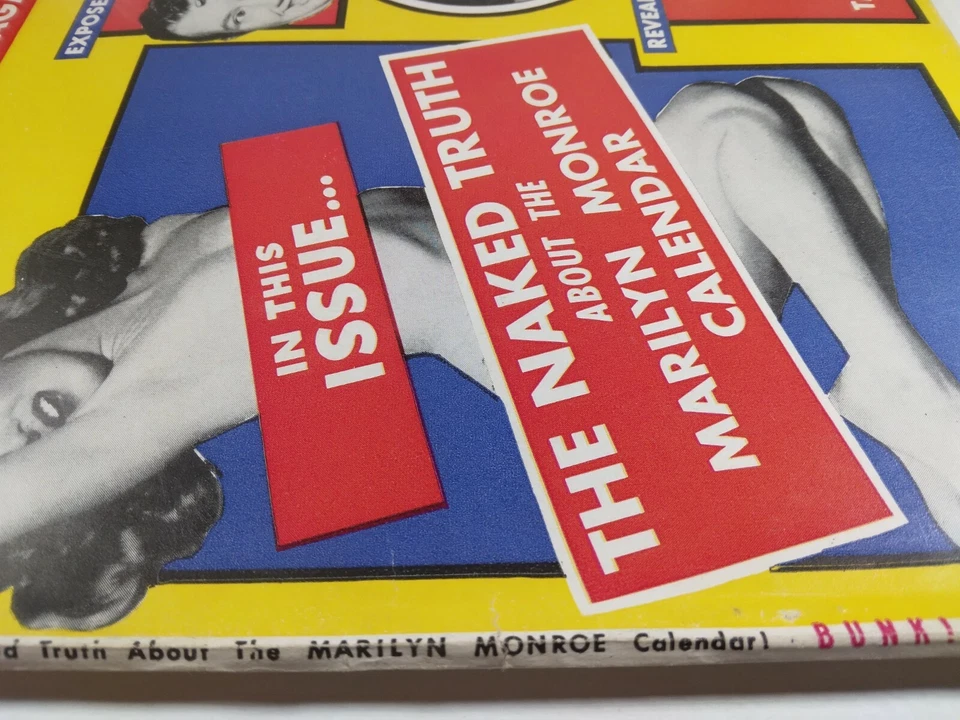 EXPOSE
REVEAL
IN THIS
ISSUE...
THE NAKED TRUTH
ABOUT THE
MARILYN MONROE
CALENDAR
Truth About The MARILYN MONROE Calendar! BUNK!